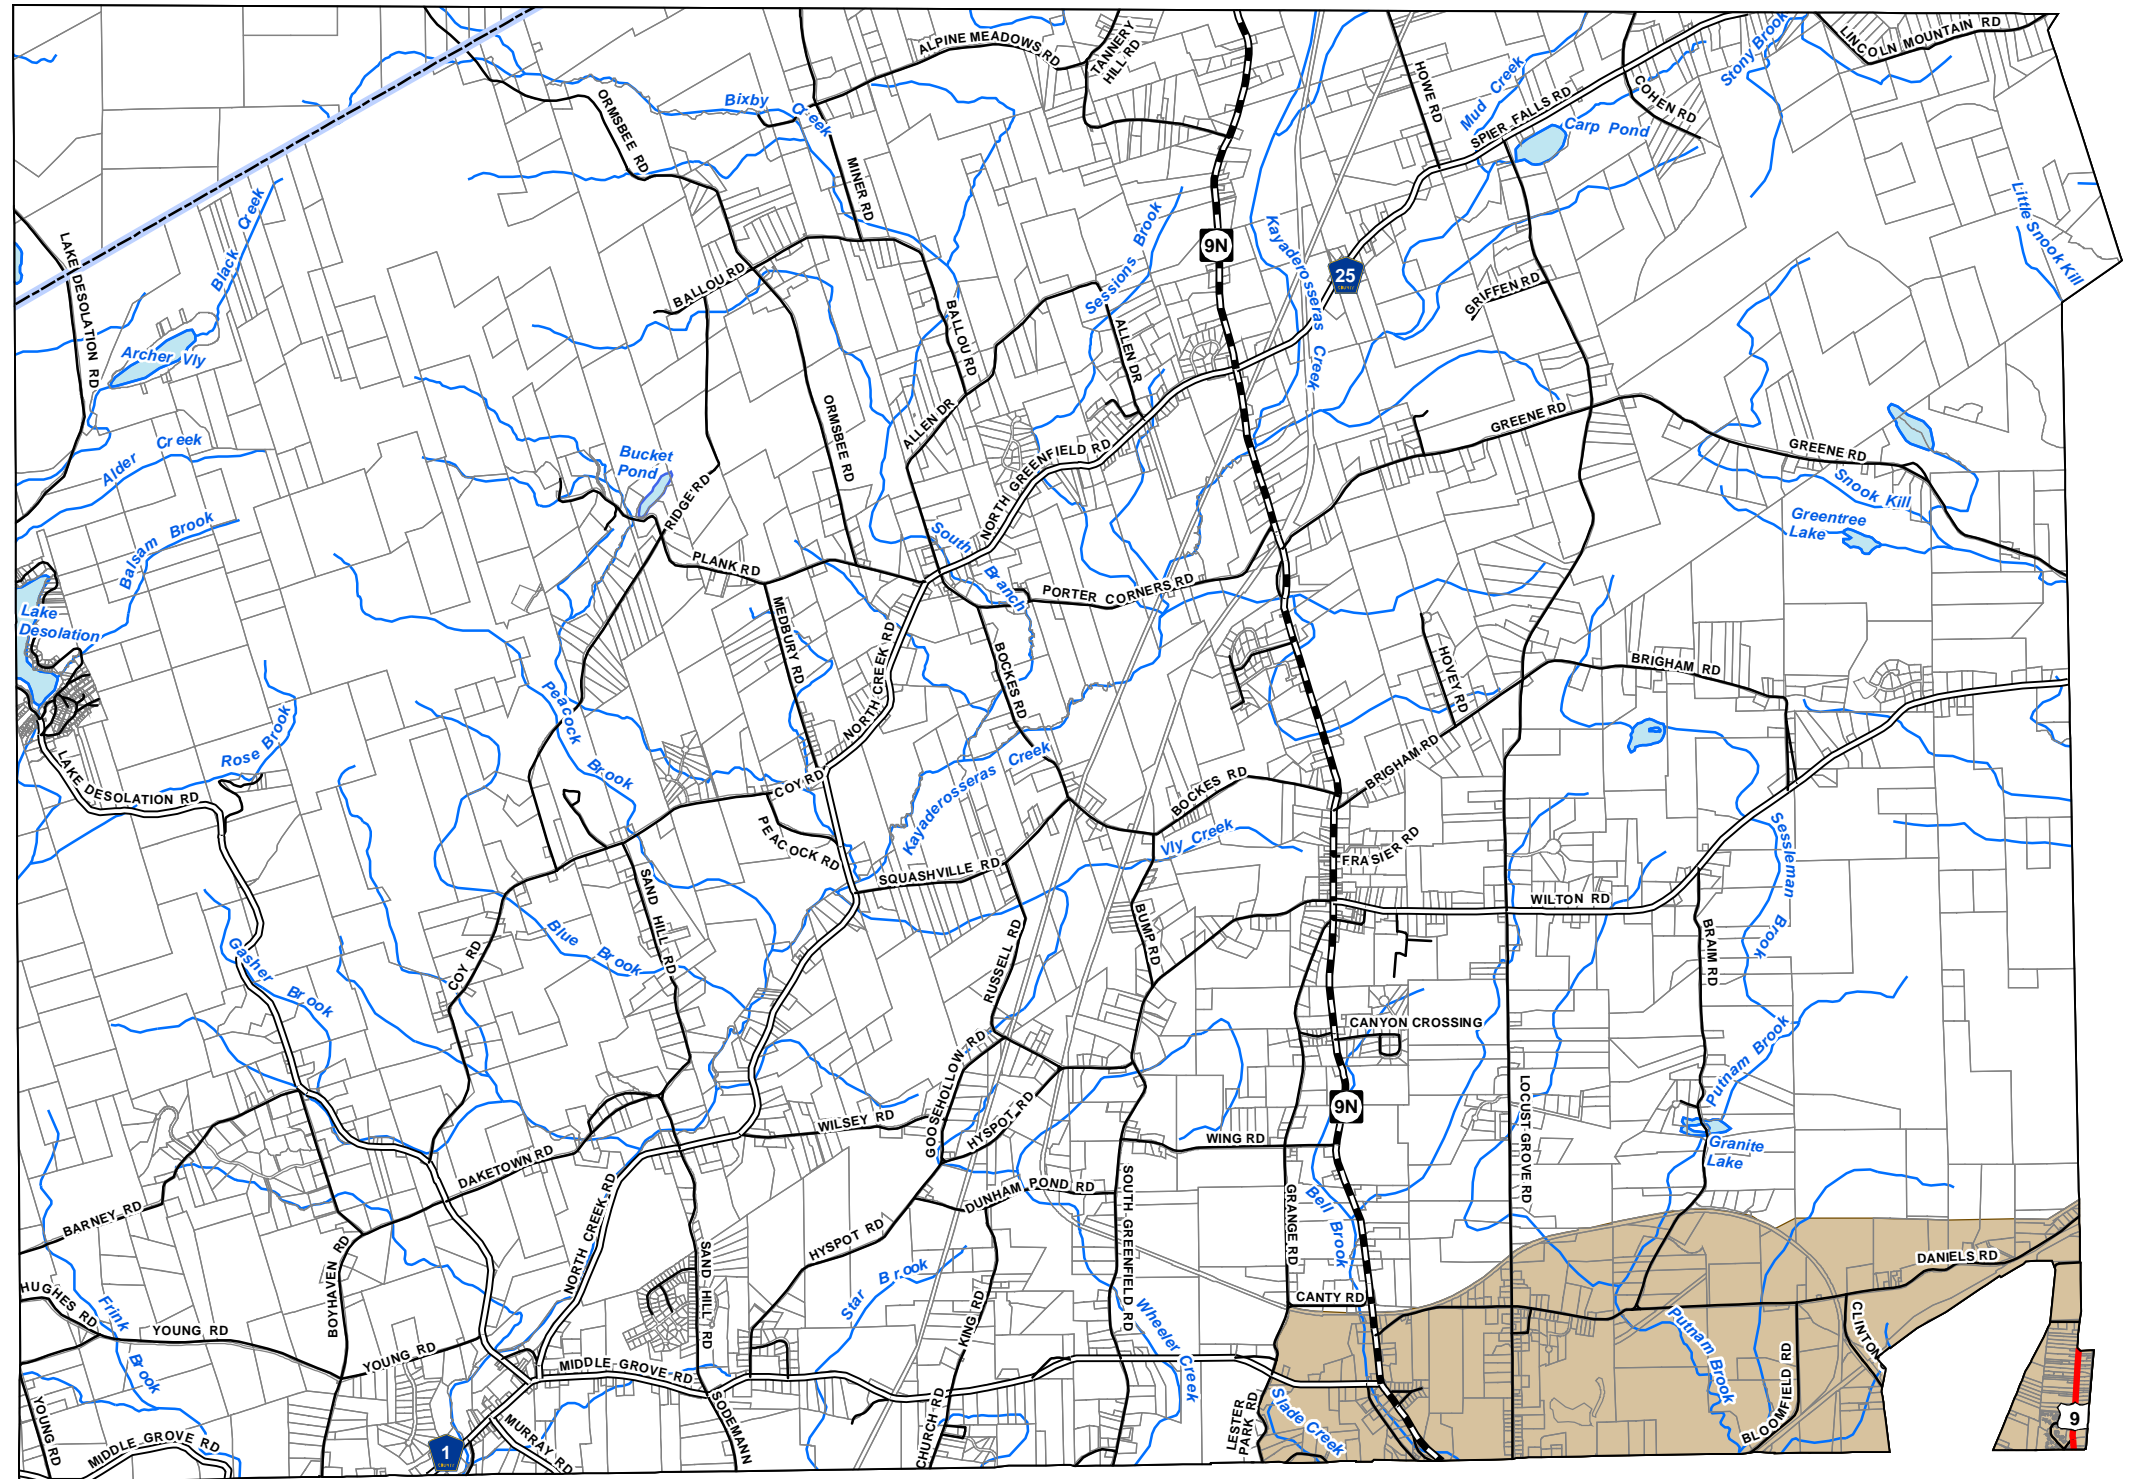 LINCOLN MOUNTAIN RD
Stony Brook
ALPINE MEADOWS RD
TANNERY
HILL RD
HOWE RD
Mud Creek
SPIER FALLS RD
COHEN RD
Carp Pond
ORMSBEE RD
Bixby
Creek
MINER RD
Black Creek
Sessions Brook
9N
Kayaderosseras Creek
25
COUNTY
Little Snook Kill
LAKE DESOLATION RD
BALLOU RD
GRIFFEN RD
Archer Vly
BALLOU RD
ALLEN DR
ORMSBEE RD
ALLEN DR
GREENE RD
GREENE RD
Alder Creek
Bucket
Pond
NORTH GREENFIELD RD
Snook Kill
RIDGE RD
Greentree
Lake
Balsam Brook
South
Branch
PLANK RD
PORTER CORNERS RD
Lake
Desolation
MEDBURY RD
NORTH CREEK RD
BOCKES RD
HOVEY RD
BRIGHAM RD
Peacock
Brook
Rose Brook
LAKE DESOLATION RD
COY RD
Kayaderosseras Creek
BOCKES RD
BRIGHAM RD
PEACOCK RD
Vly Creek
FRASIER RD
Sessleman
Brook
SQUASHVILLE RD
SAND HILL RD
WILTON RD
BUMP RD
RUSSELL RD
BRAIM RD
Blue
Brook
COY RD
Gasher
Brook
CANYON CROSSING
GOOSEHOLLOW RD
Putnam Brook
LOCUST GROVE RD
HYSPOT RD
9N
WILSEY RD
WING RD
Granite
Lake
DAKETOWN RD
DUNHAM POND RD
SOUTH GREENFIELD RD
GRANGE RD
Bell Brook
BARNEY RD
NORTH CREEK RD
HYSPOT RD
SAND HILL RD
BOYHAVEN RD
Star Brook
DANIELS RD
HUGHES RD
Frink
Brook
YOUNG RD
YOUNG RD
KING RD
CANTY RD
Wheeler Creek
Putnam Brook
CLINTON
MIDDLE GROVE RD
BLOOMFIELD RD
SODEMANN
CHURCH RD
LESTER
PARK RD
Slade Creek
YOUNG RD
MIDDLE GROVE RD
MURRAY RD
1
COUNTY
9